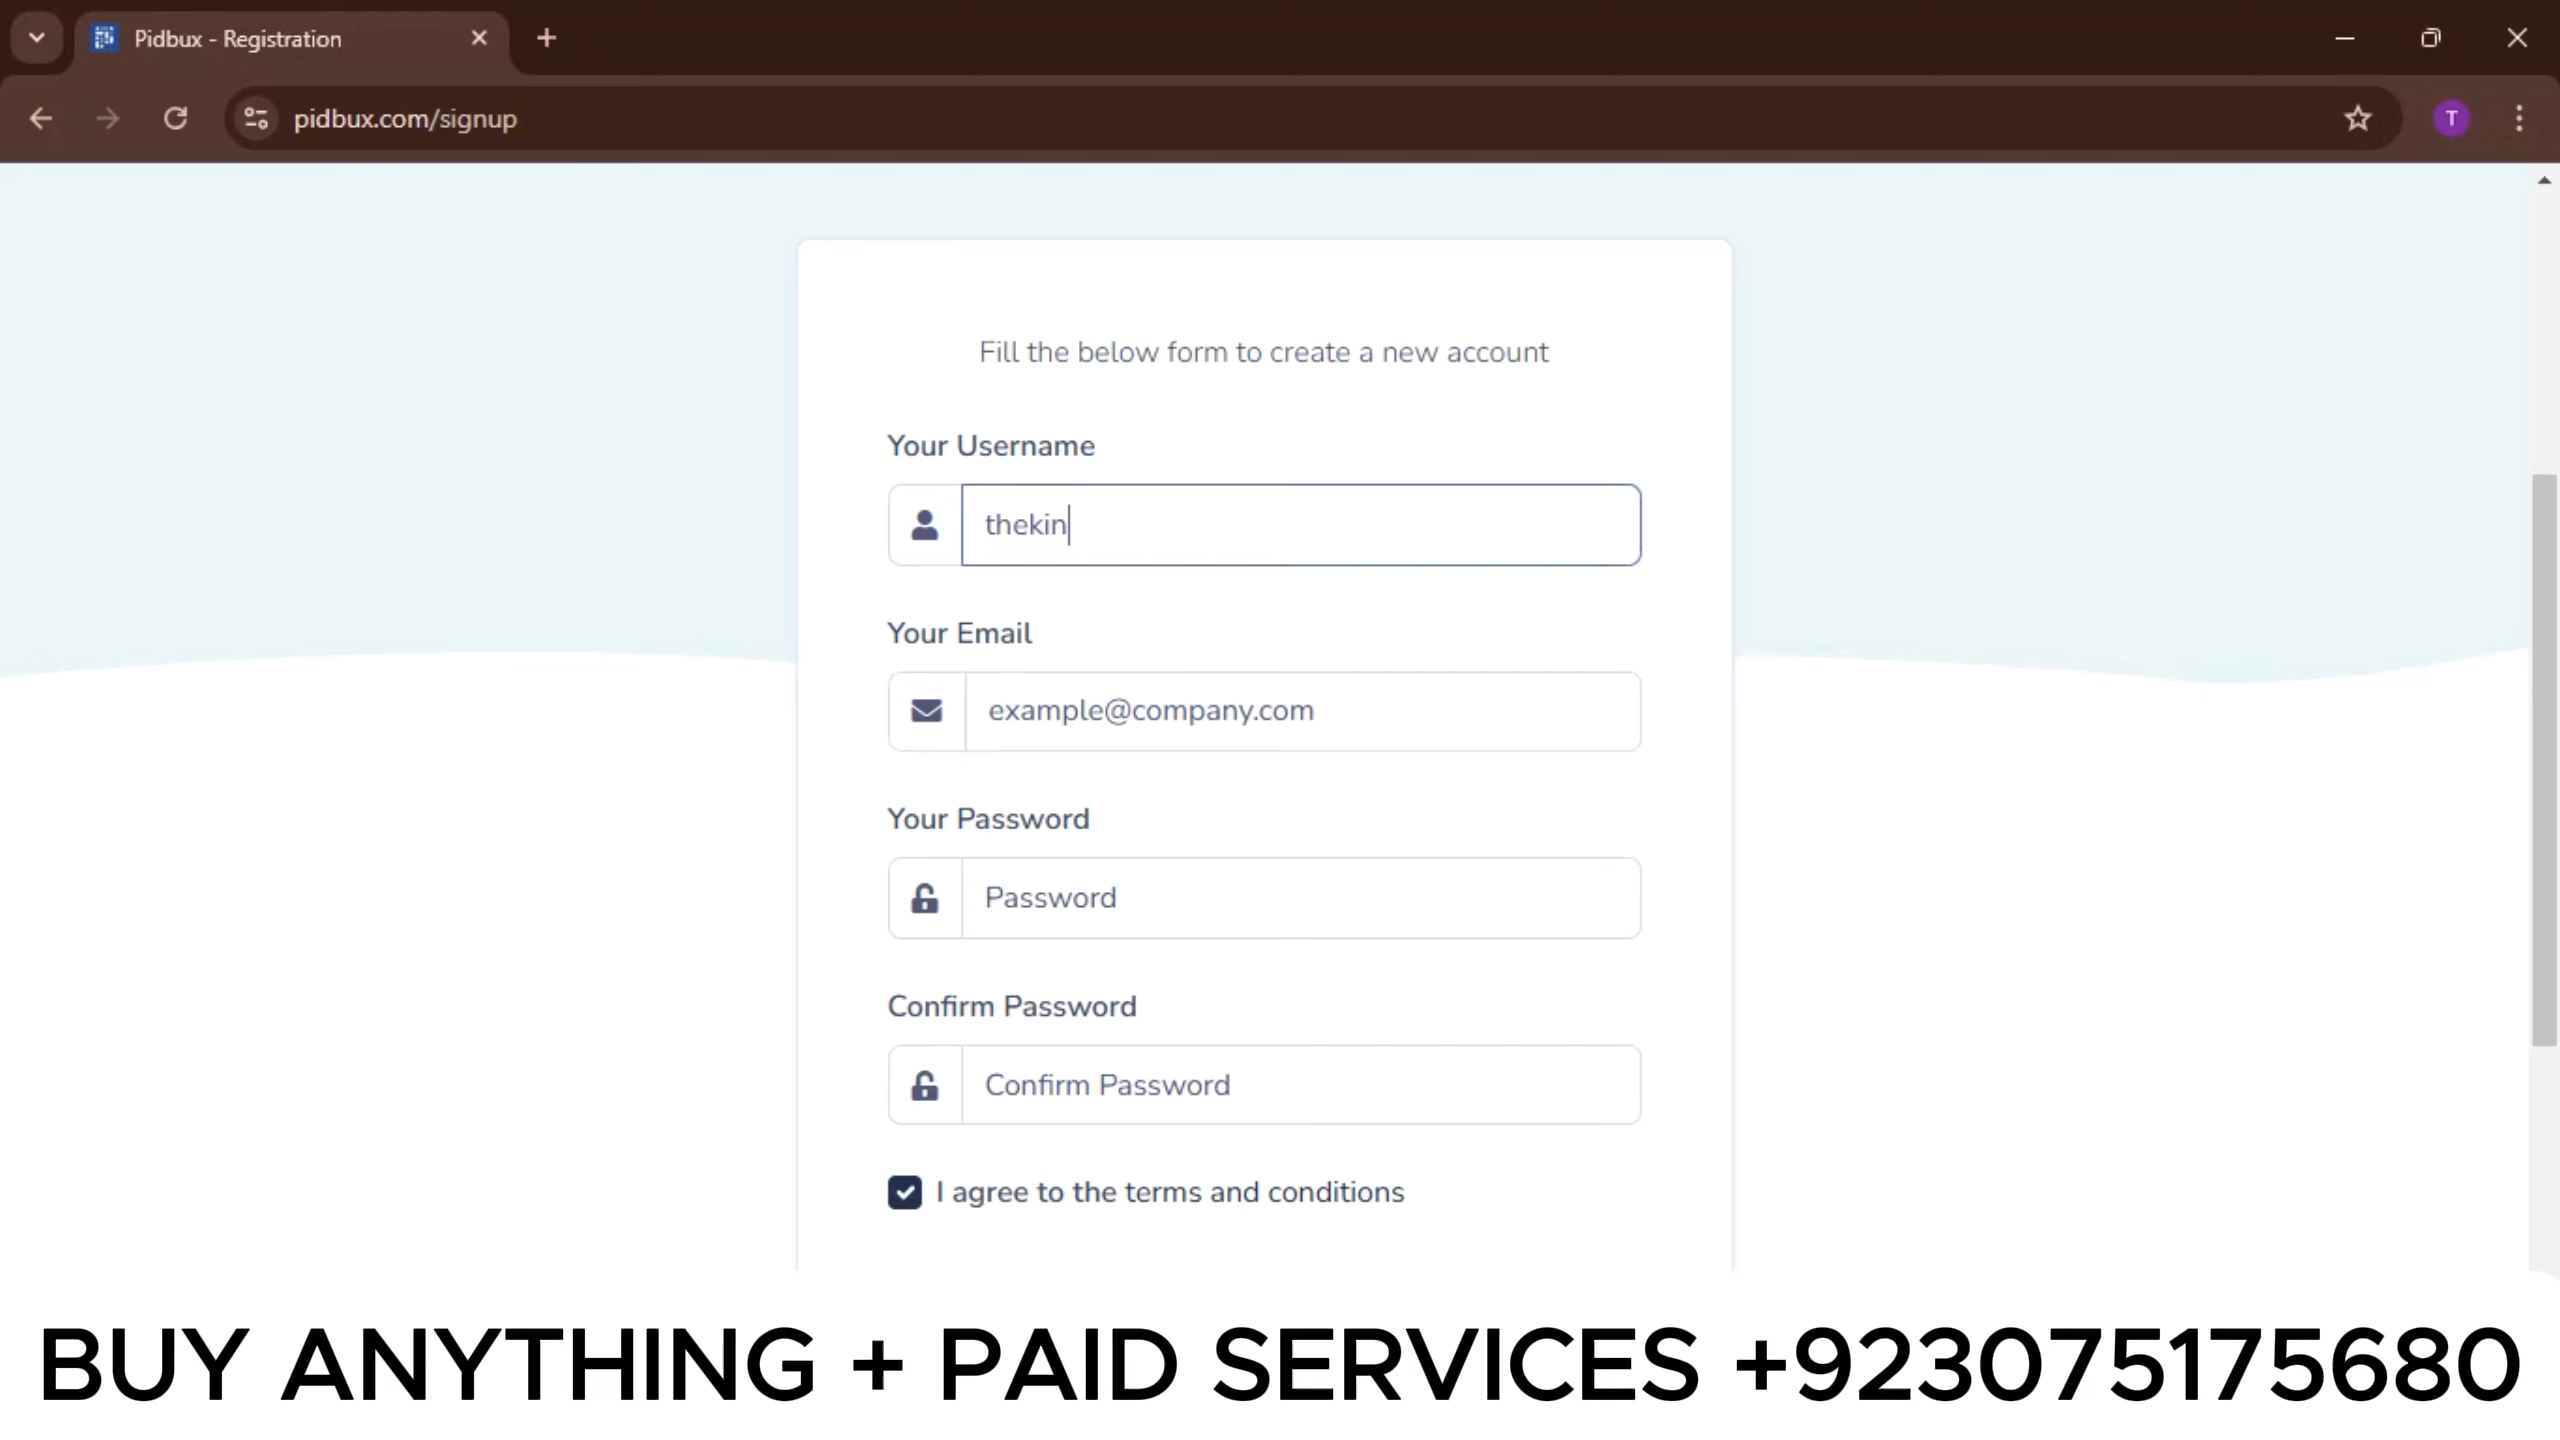 Pidbux - Registration
pidbux.com/signup
T
Fill the below form to create a new account
Your Username
thekin
Your Email
example@company.com
Your Password
Password
Confirm Password
Confirm Password
I agree to the terms and conditions
BUY ANYTHING + PAID SERVICES +923075175680